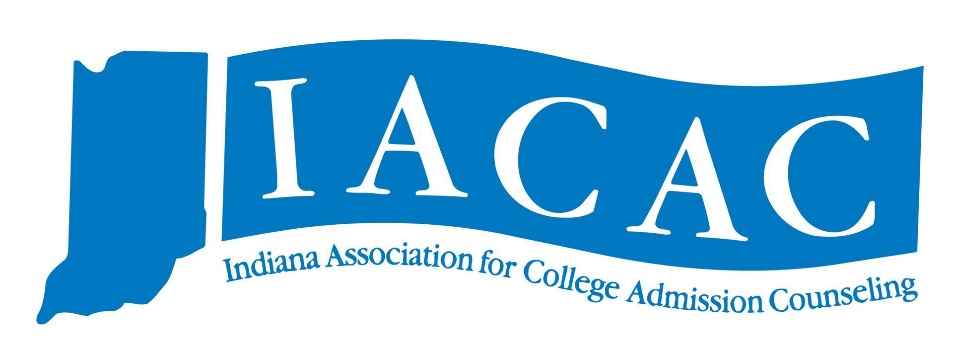 IACAC
Indiana Association for College Admission Counseling